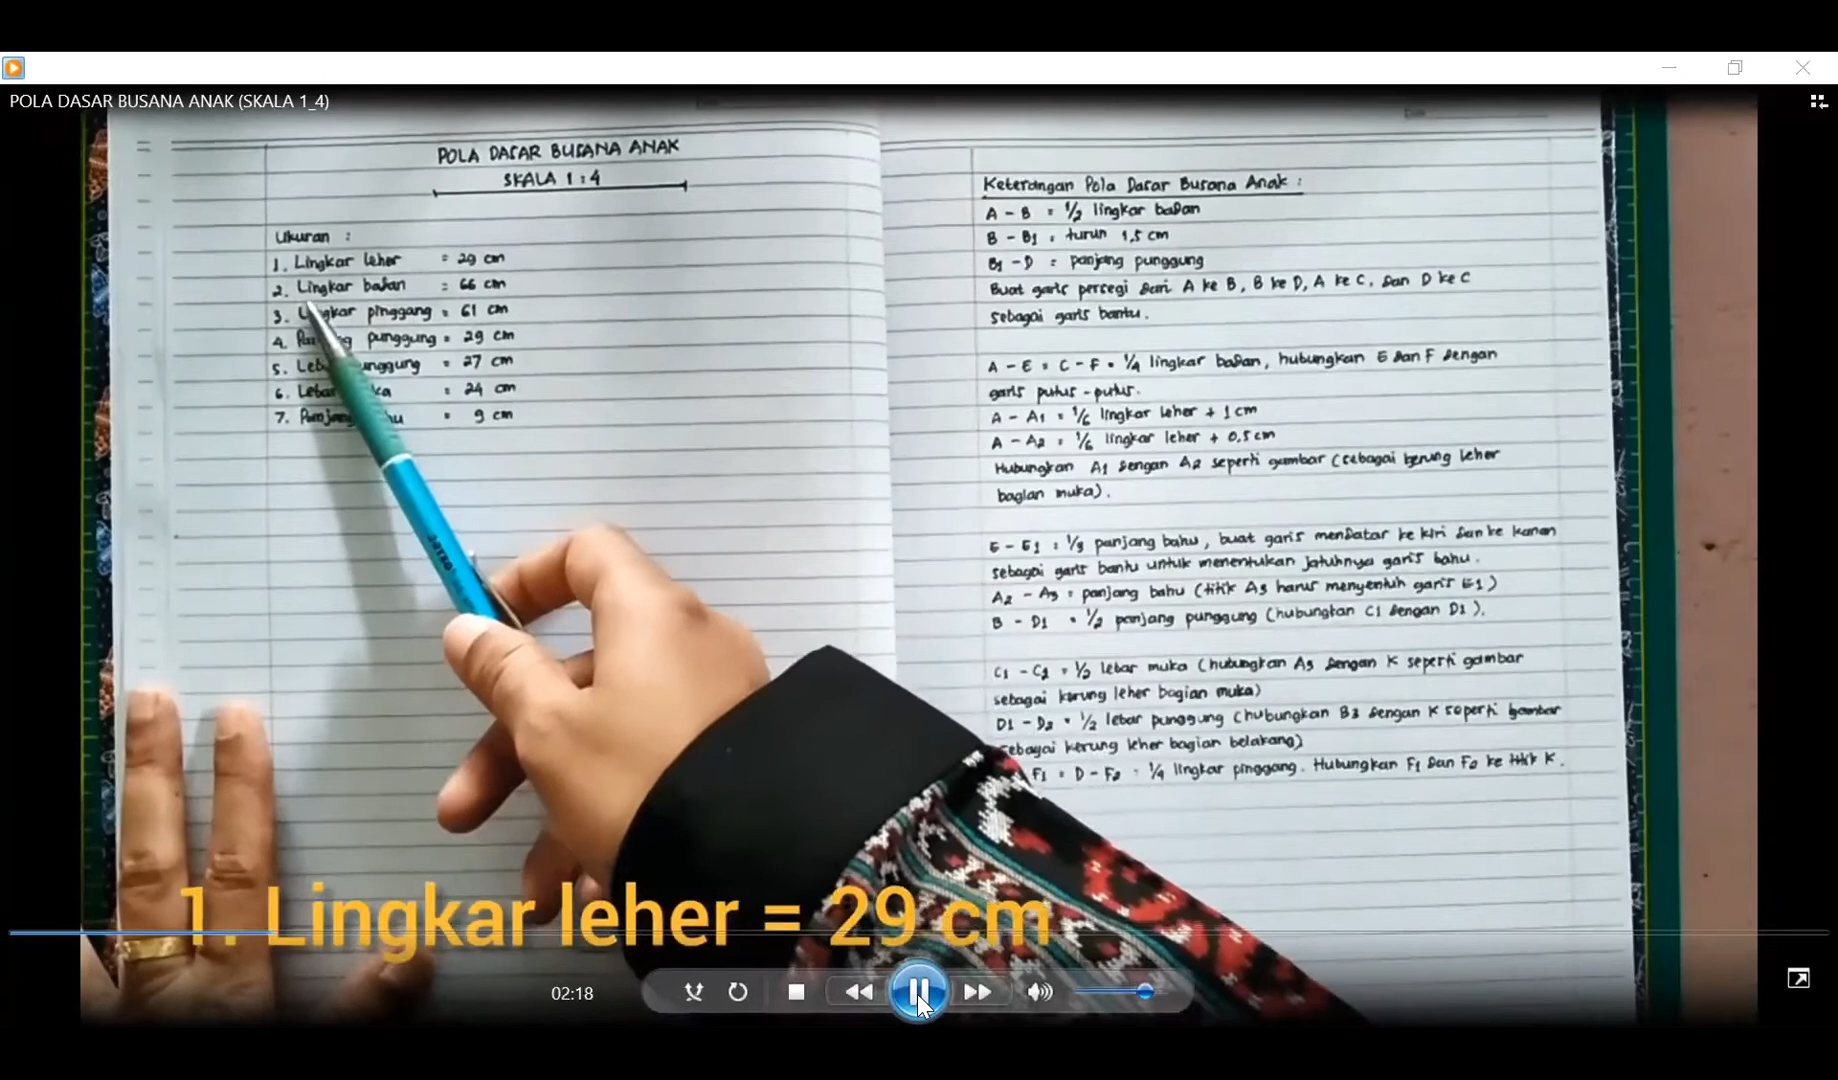 POLA DASAR BUSANA ANAK (SKALA 1_4)
POLA DASAR BUSANA ANAK
SKALA 1 : 4
Ukuran :
1. Lingkar leher = 29 cm
2. Lingkar badan = 66 cm
3. Lingkar pinggang = 61 cm
4. punggung = 29 cm
5. punggung = 27 cm
6. Lebar = 24 cm
7. Panjang = 9 cm
Keterangan Pola Dasar Busana Anak :
A - B = 1/2 lingkar badan
B - B1 = turun 1,5 cm
B1 - D = panjang punggung
Buat garis persegi dari A ke B, B ke D, A ke C, dan D ke C
sebagai garis bantu.
A - E = C - F = 1/4 lingkar badan, hubungkan E dan F dengan
garis putus-putus.
A - A1 = 1/6 lingkar leher + 1 cm
A - A2 = 1/6 lingkar leher + 0,5 cm
Hubungkan A1 dengan A2 seperti gambar (sebagai kerung leher
bagian muka).
E - E1 = 1/3 panjang bahu, buat garis mendatar ke kiri dan ke kanan
sebagai garis bantu untuk menentukan jatuhnya garis bahu.
A2 - A3 = panjang bahu (titik A3 harus menyentuh garis E1)
B - D1 = 1/2 panjang punggung (hubungkan C1 dengan D1).
C1 - C2 = 1/2 lebar muka (hubungkan A3 dengan K seperti gambar
sebagai kerung leher bagian muka)
D1 - D2 = 1/2 lebar punggung (hubungkan B3 dengan K seperti gambar
sebagai kerung leher bagian belakang)
F1 = D - F2 = 1/4 lingkar pinggang. Hubungkan F1 dan F2 ke titik K.
1. Lingkar leher = 29 cm
02:18